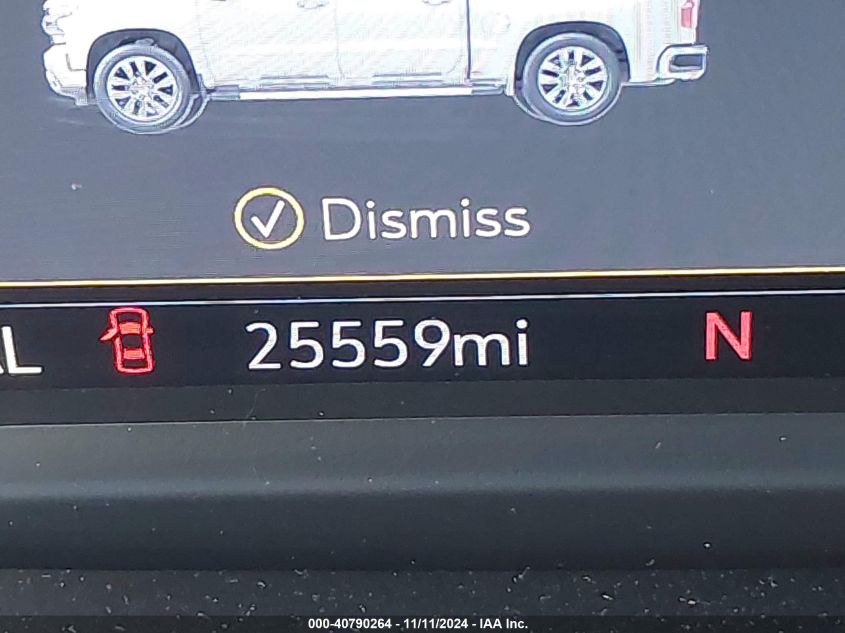 Dismiss
25559mi N
000-40790264 - 11/11/2024 - IAA Inc.